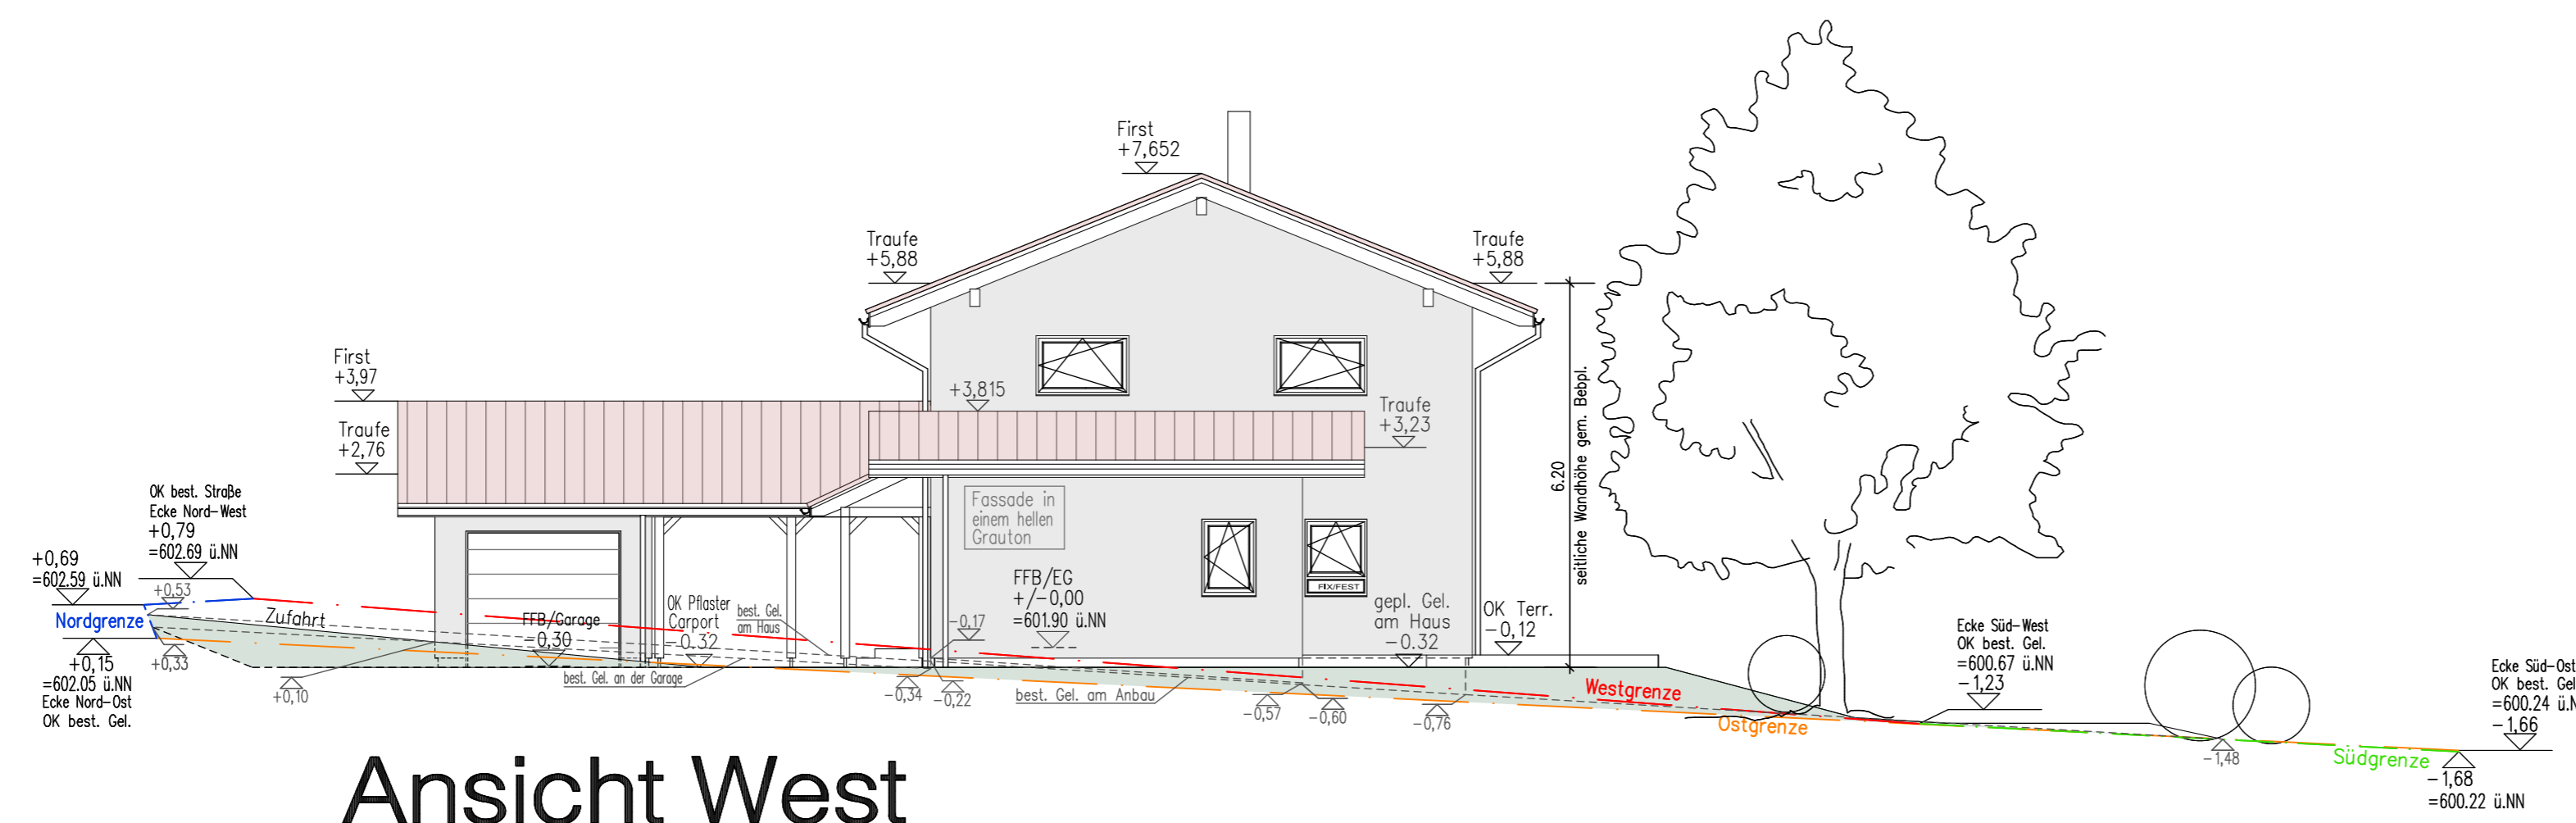 First
+7,652
Traufe
+5,88
Traufe
+5,88
First
+3,97
Traufe
+2,76
+3,815
Traufe
+3,23
6.20
seitliche Wandhöhe gem. Bebpl.
OK best. Straße
Ecke Nord-West
+0,79
=602.69 ü.NN
+0,69
=602.59 ü.NN
+0,53
Nordgrenze
Zufahrt
+0,15
=602.05 ü.NN
Ecke Nord-Ost
OK best. Gel.
+0,33
+0,10
FFB/Garage
-0,30
OK Pflaster
Carport
-0.32
best. Gel.
am Haus
best. Gel. an der Garage
Fassade in
einem hellen
Grauton
FFB/EG
+/-0,00
=601.90 ü.NN
-0,17
-0,34
-0,22
best. Gel. am Anbau
FIX/FEST
gepl. Gel.
am Haus
-0.32
OK Terr.
-0,12
-0,57
-0,60
-0,76
Westgrenze
Ostgrenze
Ecke Süd-West
OK best. Gel.
=600.67 ü.NN
-1,23
-1,48
Südgrenze
Ecke Süd-Ost
OK best. Gel
=600.24 ü.N
-1,66
-1,68
=600.22 ü.NN
Ansicht West